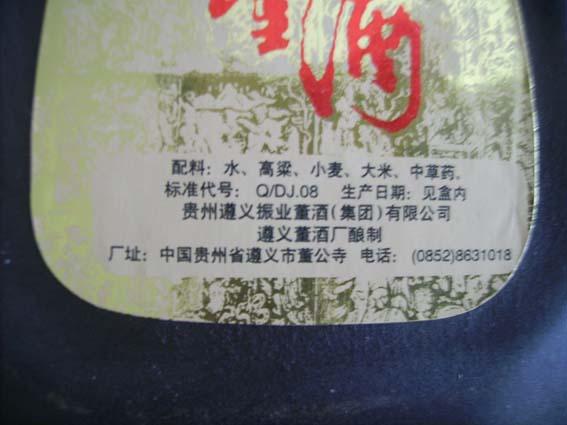 董酒
配料：水、高粱、小麦、大米、中草药。
标准代号：Q/DJ.08 生产日期：见盒内
贵州遵义振业董酒(集团)有限公司
遵义董酒厂酿制
厂址：中国贵州省遵义市董公寺 电话：(0852)8631018